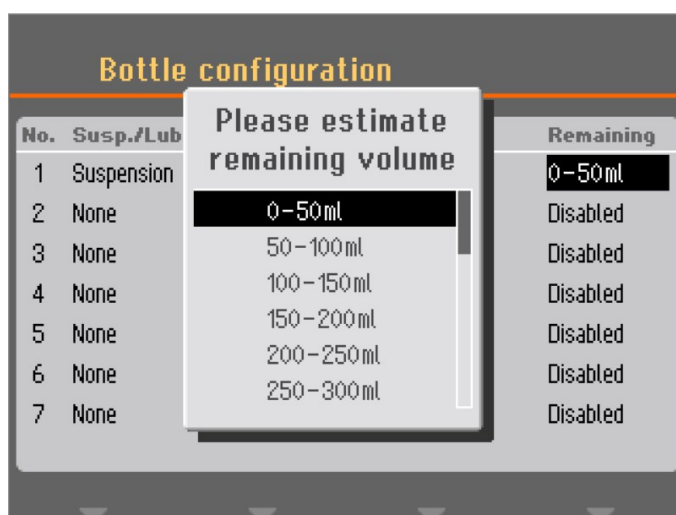 Bottle configuration
Please estimate
remaining volume
No. Susp./Lub Remaining
1 Suspension 0-50ml
2 None Disabled
3 None Disabled
4 None Disabled
5 None Disabled
6 None Disabled
7 None Disabled
0-50ml
50-100ml
100-150ml
150-200ml
200-250ml
250-300ml